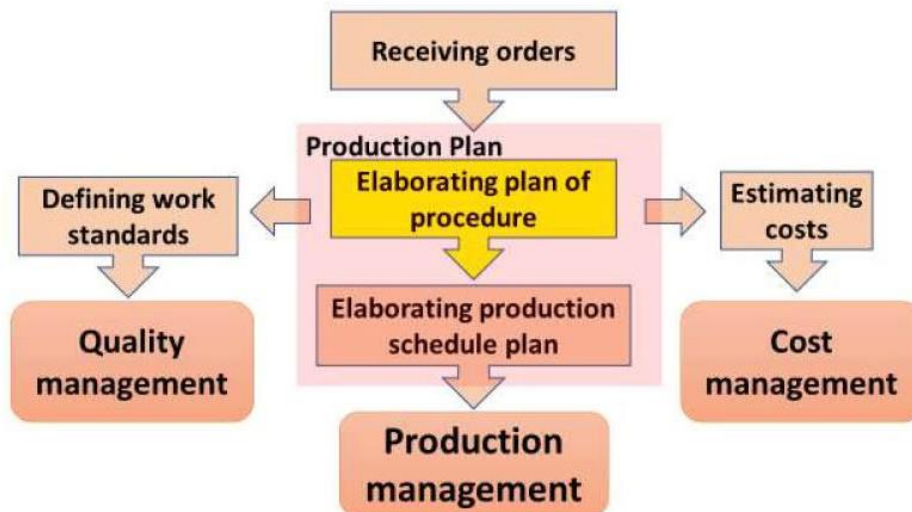 Receiving orders
Production Plan
Elaborating plan of
procedure
Defining work
standards
Estimating
costs
Elaborating production
schedule plan
Quality
management
Cost
management
Production
management